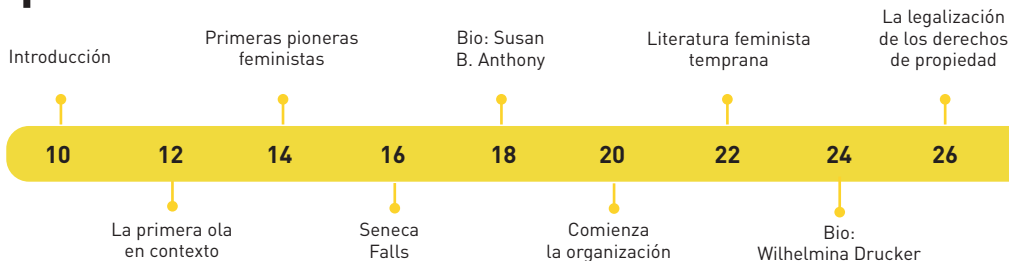 Introducción
Primeras pioneras
feministas
Bio: Susan
B. Anthony
Literatura feminista
temprana
La legalización
de los derechos
de propiedad
10 12 14 16 18 20 22 24 26
La primera ola
en contexto
Seneca
Falls
Comienza
la organización
Bio:
Wilhelmina Drucker